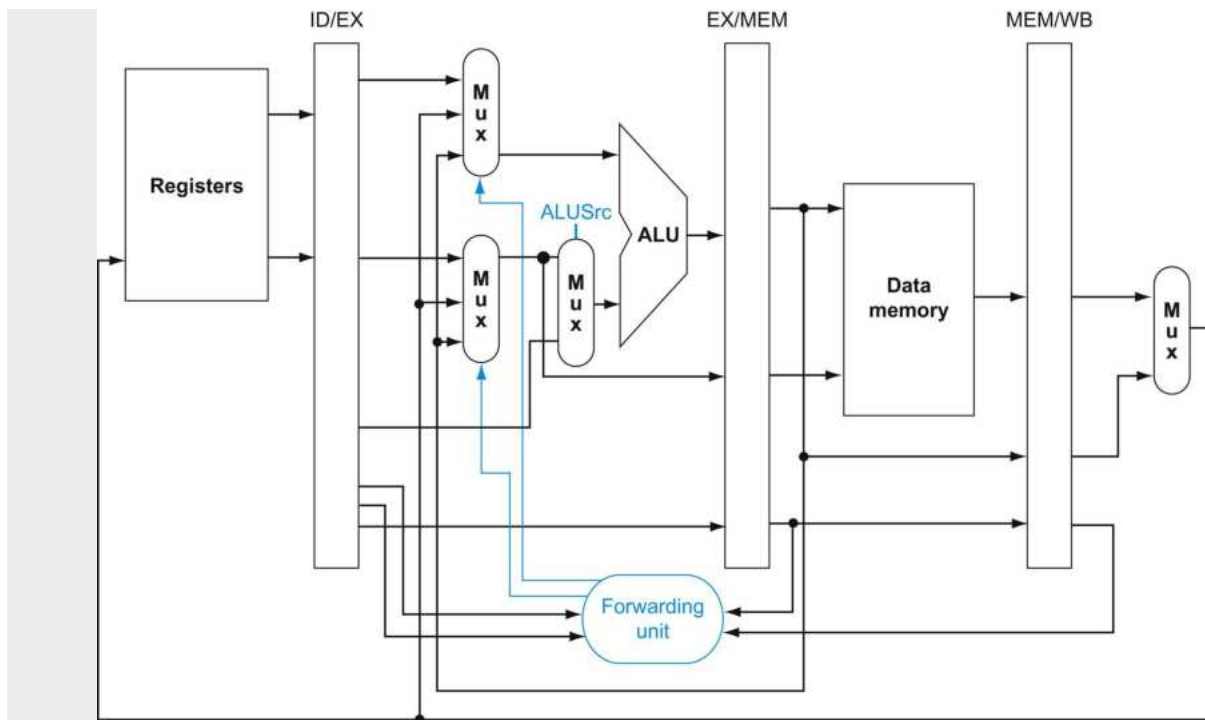 ID/EX
EX/MEM
MEM/WB
Registers
Mux
ALUSrc
Mux
Mux
ALU
Data
memory
Mux
Forwarding
unit